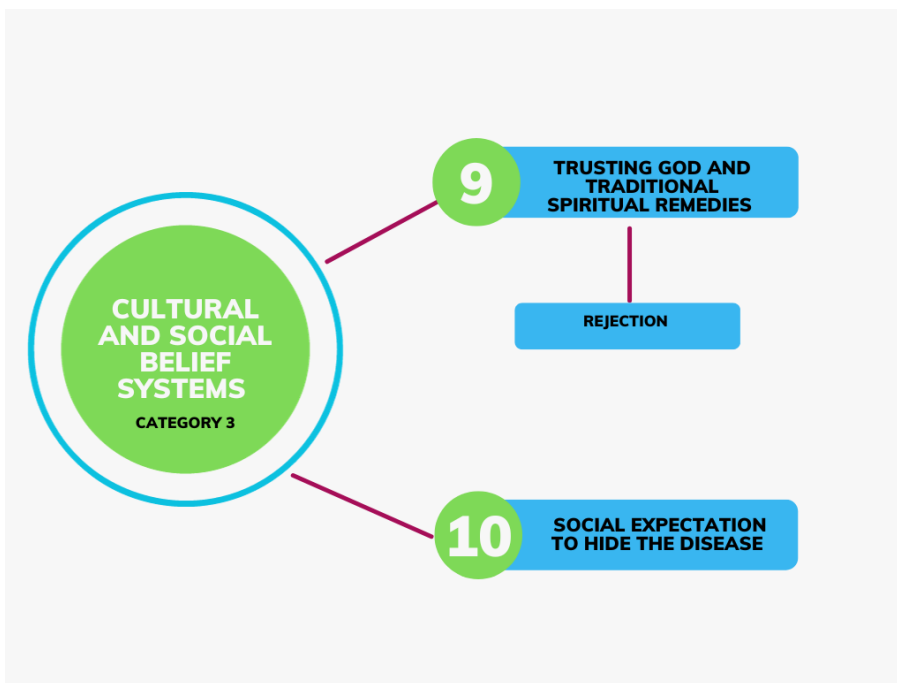 CULTURAL
AND SOCIAL
BELIEF
SYSTEMS
CATEGORY 3
9
TRUSTING GOD AND
TRADITIONAL
SPIRITUAL REMEDIES
REJECTION
10
SOCIAL EXPECTATION
TO HIDE THE DISEASE